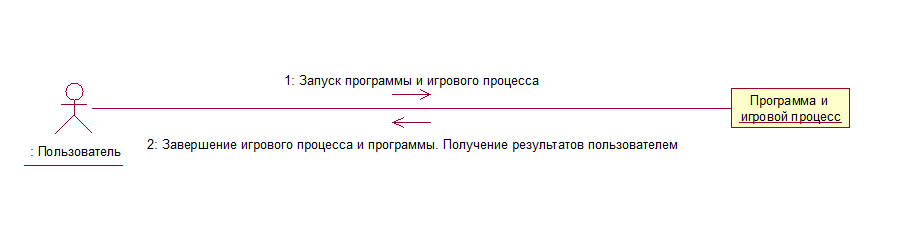 1: Запуск программы и игрового процесса
Программа и
игровой процесс
: Пользователь
2: Завершение игрового процесса и программы. Получение результатов пользователем